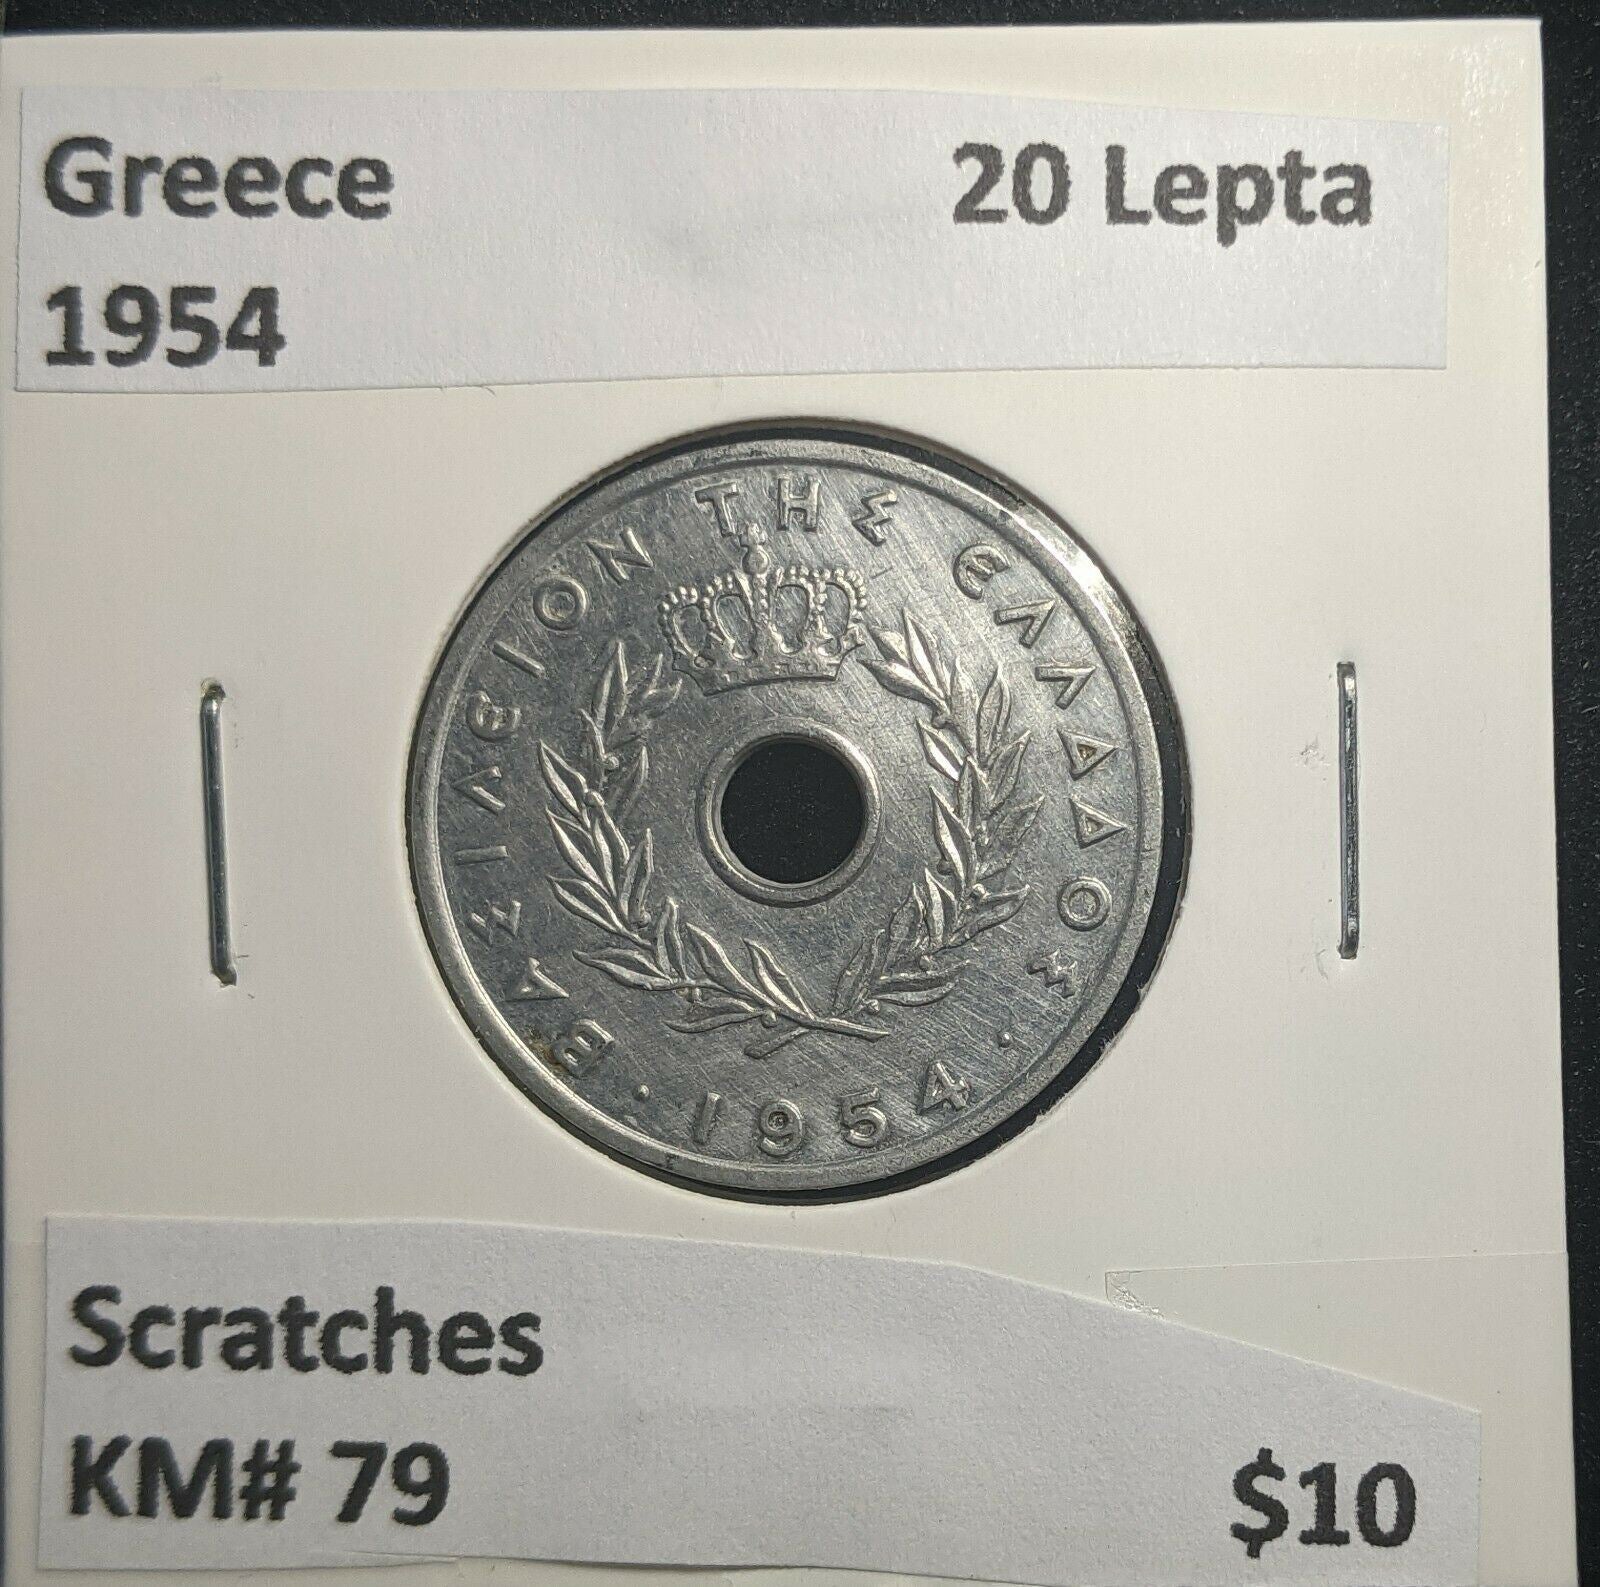 Greece 20 Lepta
1954
ΒΑΣΙΛΕΙΟΝ ΤΗΣ ΕΛΛΑΔΟΣ
· 1954 ·
Scratches
KM# 79 $10